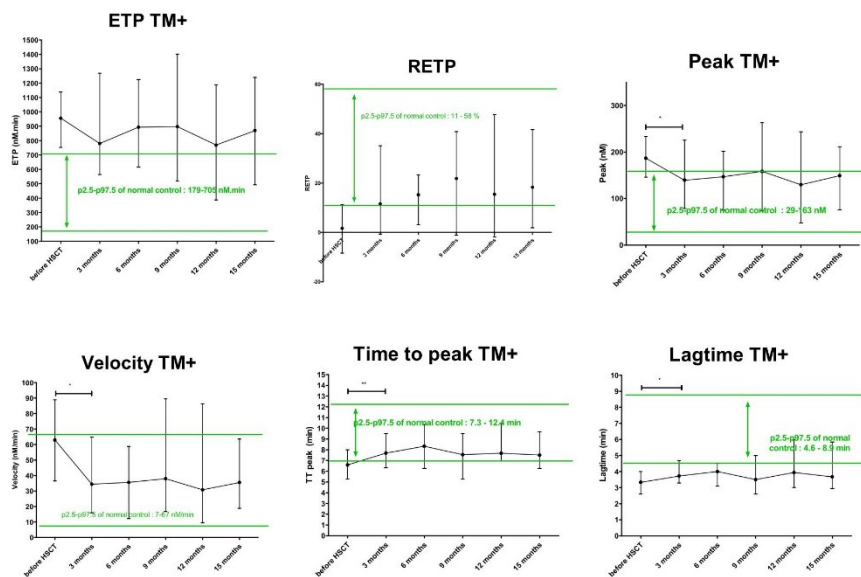 ETP TM+
1500
1400
1300
1200
1100
1000
900
800
700
600
500
400
300
200
100
ETP (nM.min)
p2.5-p97.5 of normal control : 179-705 nM.min
before HSCT
3 months
6 months
9 months
12 months
15 months
RETP
60
40
20
0
-20
RETP
p2.5-p97.5 of normal control : 11 - 58 %
before HSCT
3 months
6 months
9 months
12 months
15 months
Peak TM+
300
200
100
0
Peak (nM)
*
p2.5-p97.5 of normal control : 29-163 nM
before HSCT
3 months
6 months
9 months
12 months
15 months
Velocity TM+
100
90
80
70
60
50
40
30
20
10
0
Velocity (nM/min)
*
p2.5-p97.5 of normal control : 7-67 nM/min
before HSCT
3 months
6 months
9 months
12 months
15 months
Time to peak TM+
15
14
13
12
11
10
9
8
7
6
5
4
3
2
1
0
TT peak (min)
**
p2.5-p97.5 of normal control : 7.3 - 12.4 min
before HSCT
3 months
6 months
9 months
12 months
15 months
Lagtime TM+
10
9
8
7
6
5
4
3
2
1
0
Lagtime (min)
*
p2.5-p97.5 of normal
control : 4.6 - 8.9 min
before HSCT
3 months
6 months
9 months
12 months
15 months